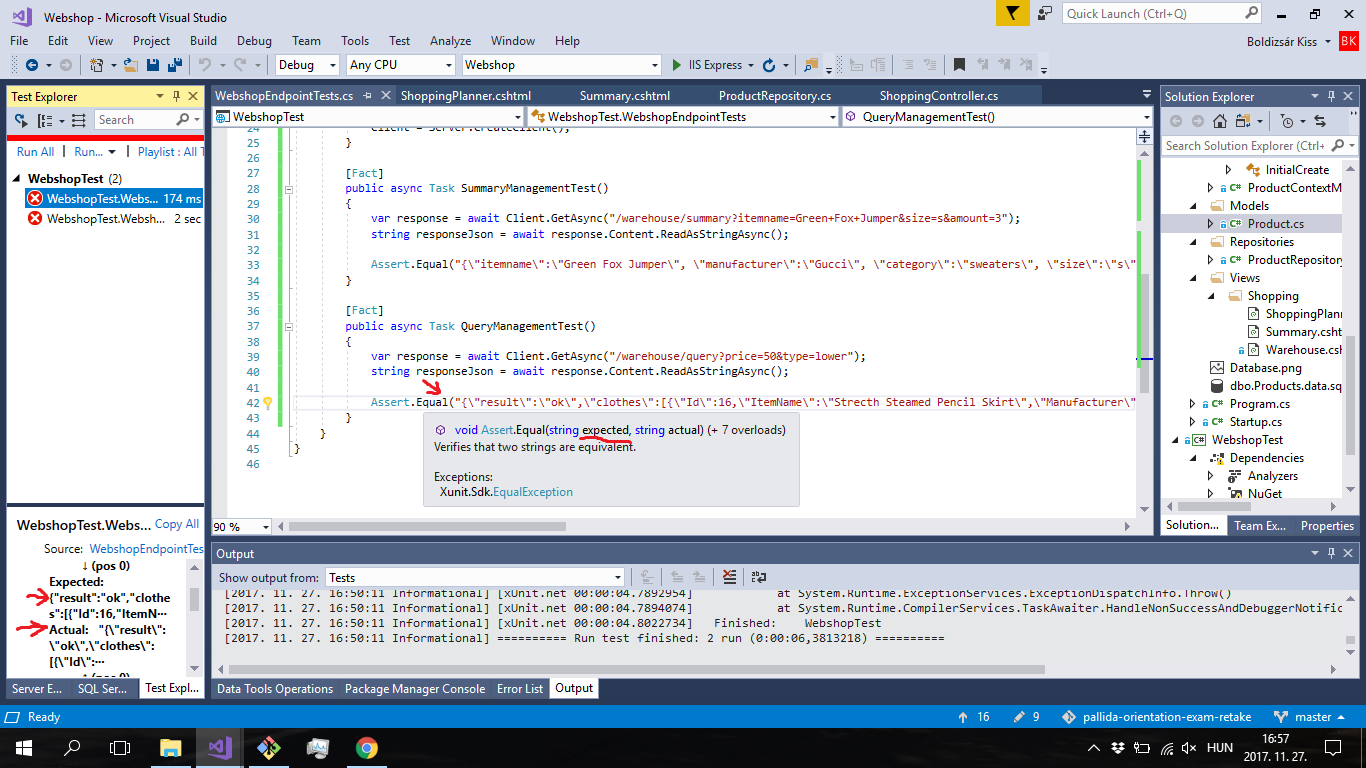 Webshop - Microsoft Visual Studio
Quick Launch (Ctrl+Q)
File Edit View Project Build Debug Team Tools Test Analyze Window Help
Boldizsár Kiss BK
Debug Any CPU Webshop IIS Express
Test Explorer
Search
Run All | Run... | Playlist : All T
WebshopTest (2)
WebshopTest.Webs... 174 ms
WebshopTest.Websh... 2 sec
WebshopTest.Webs... Copy All
Source: WebshopEndpointTes
↓ (pos 0)
Expected:
{"result":"ok","clothe
s":[{"Id":16,"ItemN···
Actual: "{\"result\":
\"ok\",\"clothes\":
[{\"Id\":···
↑ (pos 0)
Server E... SQL Ser... Test Expl...
WebshopEndpointTests.cs ShoppingPlanner.cshtml Summary.cshtml ProductRepository.cs ShoppingController.cs
WebshopTest WebshopTest.WebshopEndpointTests QueryManagementTest()
24 Client = Server.CreateClient();
25 }
26
27 [Fact]
28 public async Task SummaryManagementTest()
29 {
30 var response = await Client.GetAsync("/warehouse/summary?itemname=Green+Fox+Jumper&size=s&amount=3");
31 string responseJson = await response.Content.ReadAsStringAsync();
32
33 Assert.Equal("{\"itemname\":\"Green Fox Jumper\", \"manufacturer\":\"Gucci\", \"category\":\"sweaters\", \"size\":\"s\"
34 }
35
36 [Fact]
37 public async Task QueryManagementTest()
38 {
39 var response = await Client.GetAsync("/warehouse/query?price=50&type=lower");
40 string responseJson = await response.Content.ReadAsStringAsync();
41
42 Assert.Equal("{\"result\":\"ok\",\"clothes\":[{\"Id\":16,\"ItemName\":\"Strecth Steamed Pencil Skirt\",\"Manufacturer\"
43 }
44 }
45 }
46
void Assert.Equal(string expected, string actual) (+ 7 overloads)
Verifies that two strings are equivalent.
Exceptions:
Xunit.Sdk.EqualException
90 %
Output
Show output from: Tests
[2017. 11. 27. 16:50:11 Informational] [xUnit.net 00:00:04.7892954] at System.Runtime.ExceptionServices.ExceptionDispatchInfo.Throw()
[2017. 11. 27. 16:50:11 Informational] [xUnit.net 00:00:04.7894074] at System.Runtime.CompilerServices.TaskAwaiter.HandleNonSuccessAndDebuggerNotific
[2017. 11. 27. 16:50:11 Informational] [xUnit.net 00:00:04.8022734] Finished: WebshopTest
[2017. 11. 27. 16:50:11 Informational] ========== Run test finished: 2 run (0:00:06,3813218) ==========
Data Tools Operations Package Manager Console Error List Output
Solution Explorer
Search Solution Explorer (Ctrl+
InitialCreate
C# ProductContextM
Models
C# Product.cs
Repositories
C# ProductRepository
Views
Shopping
ShoppingPlann
Summary.csht
Warehouse.csh
Database.png
dbo.Products.data.sq
C# Program.cs
C# Startup.cs
C# WebshopTest
Dependencies
Analyzers
NuGet
Solution... Team Ex... Properties
Ready 16 9 pallida-orientation-exam-retake master
HUN 16:57
2017. 11. 27.